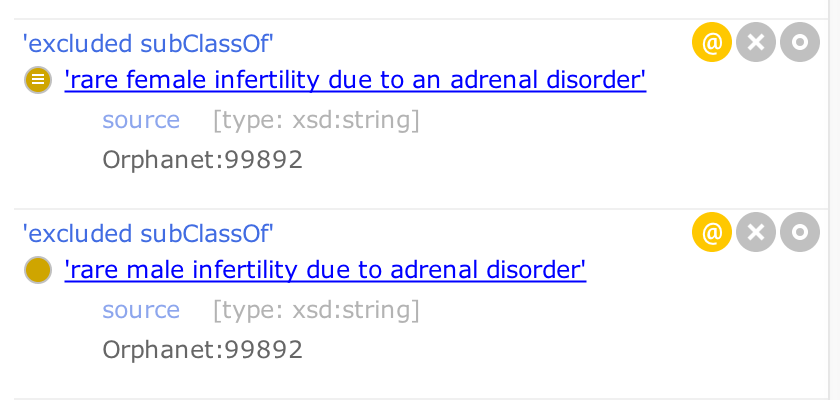 'excluded subClassOf'
@
'rare female infertility due to an adrenal disorder'
source [type: xsd:string]
Orphanet:99892
'excluded subClassOf'
@
'rare male infertility due to adrenal disorder'
source [type: xsd:string]
Orphanet:99892